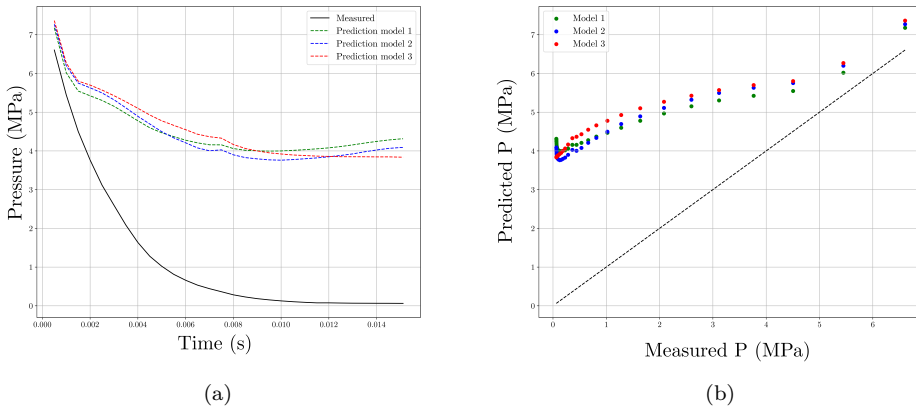 Measured
Prediction model 1
Prediction model 2
Prediction model 3
Pressure (MPa)
7
6
5
4
3
2
1
0
0.000
0.002
0.004
0.006
0.008
0.010
0.012
0.014
Time (s)
(a)
Model 1
Model 2
Model 3
Predicted P (MPa)
7
6
5
4
3
2
1
0
0
1
2
3
4
5
6
Measured P (MPa)
(b)